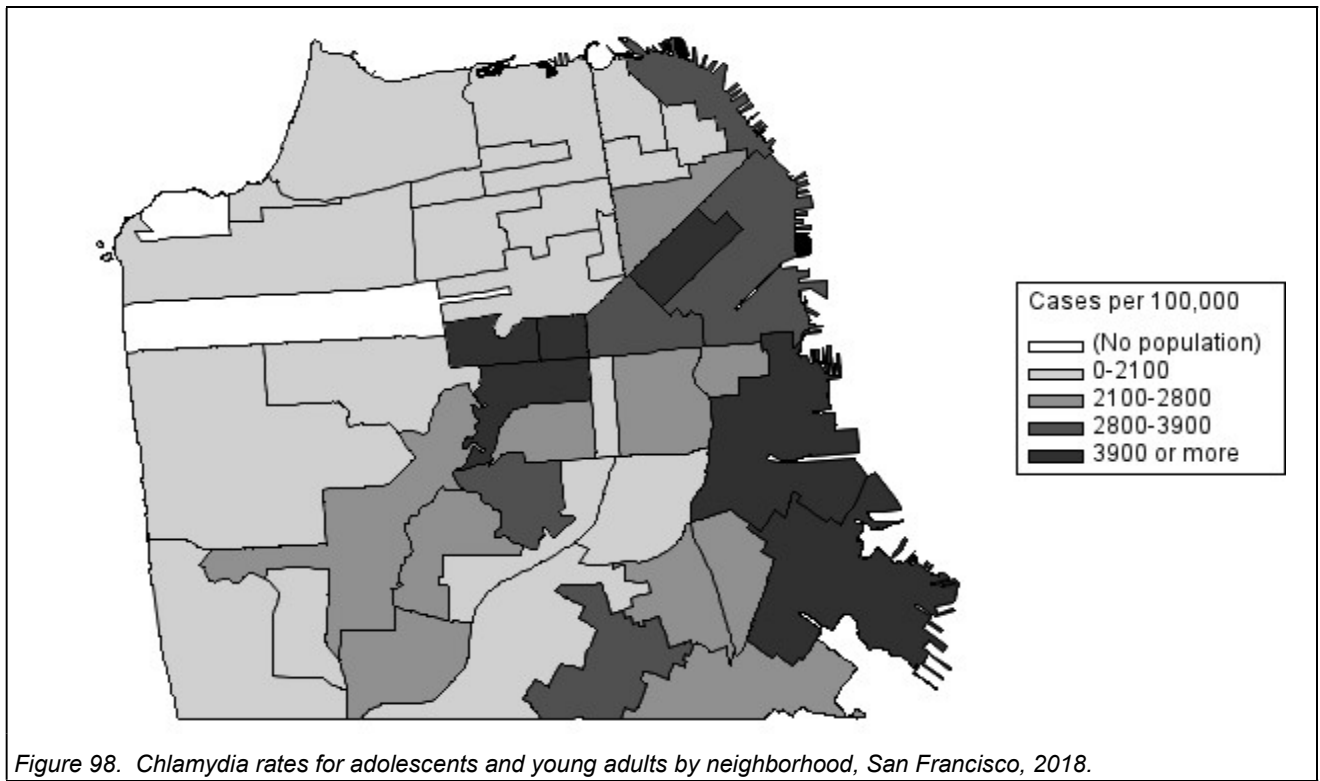 Cases per 100,000
(No population)
0-2100
2100-2800
2800-3900
3900 or more
Figure 98. Chlamydia rates for adolescents and young adults by neighborhood, San Francisco, 2018.